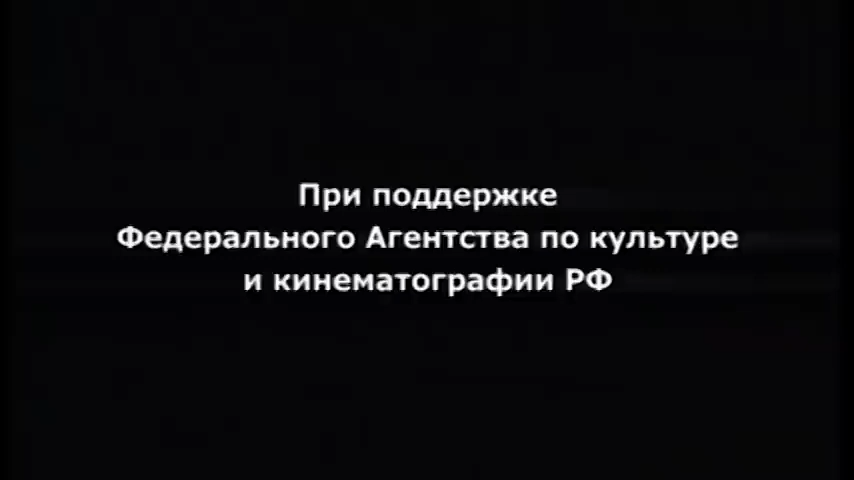 При поддержке
Федерального Агентства по культуре
и кинематографии РФ